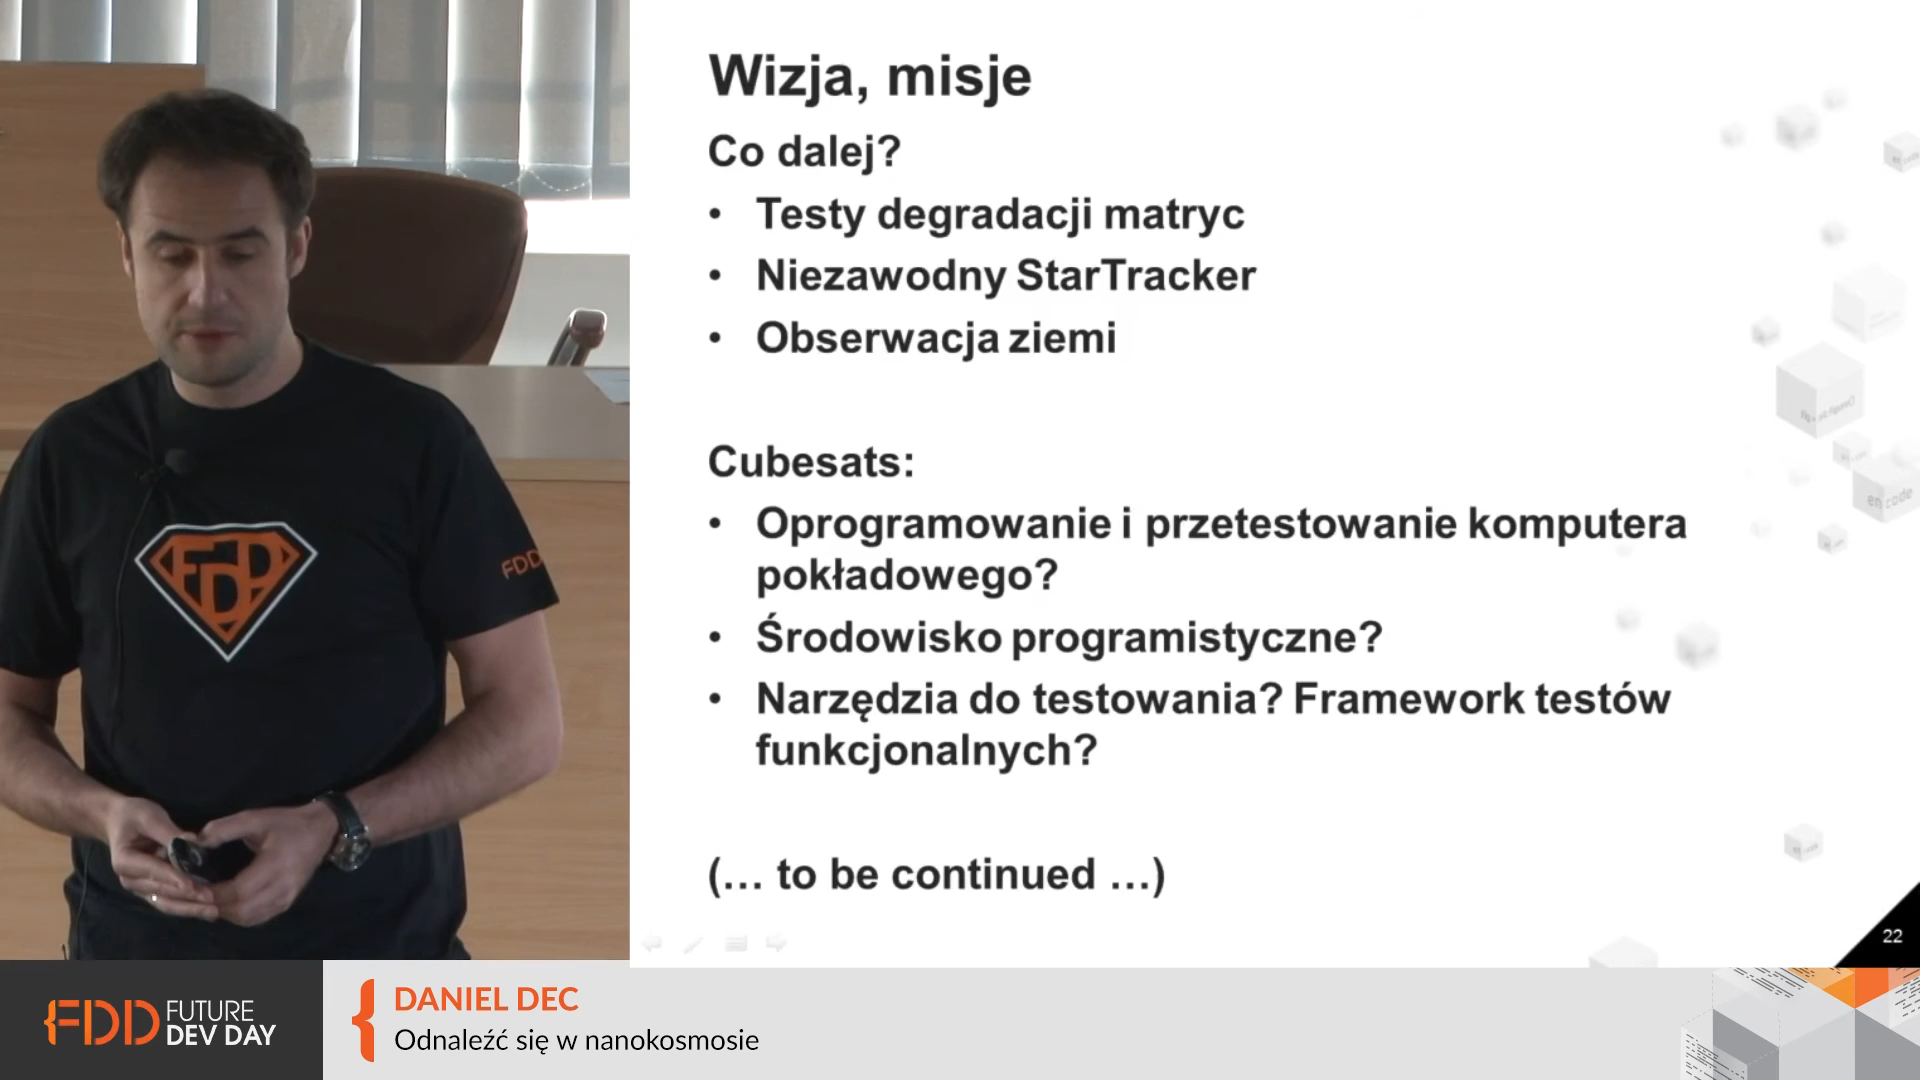 Wizja, misje
Co dalej?
• Testy degradacji matryc
• Niezawodny StarTracker
• Obserwacja ziemi
Cubesats:
• Oprogramowanie i przetestowanie komputera
pokładowego?
• Środowisko programistyczne?
• Narzędzia do testowania? Framework testów
funkcjonalnych?
(… to be continued …)
22
FDD
FDD
FDD FUTURE
DEV DAY
DANIEL DEC
Odnaleźć się w nanokosmosie